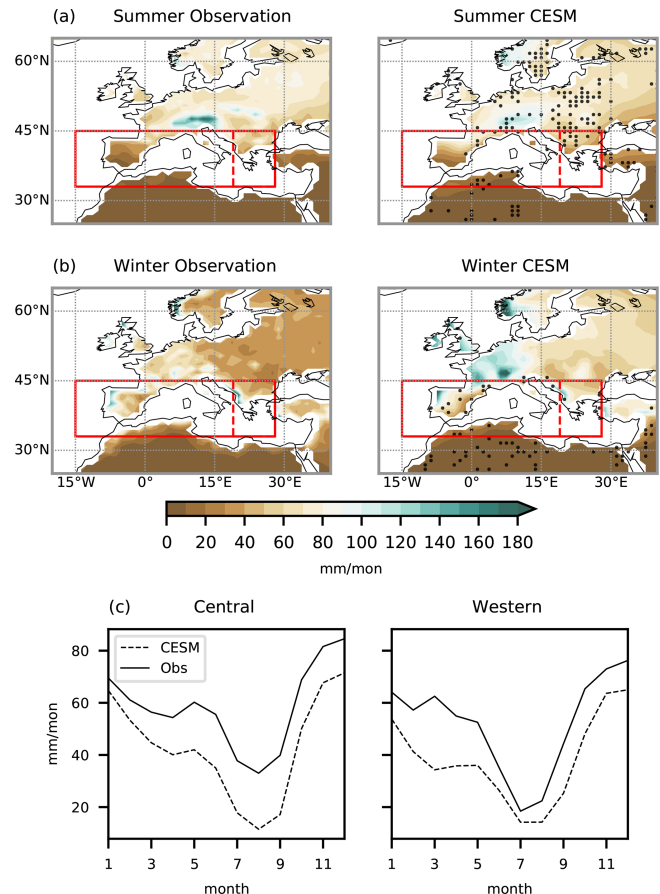 (a) Summer Observation Summer CESM
60°N
45°N
30°N
(b) Winter Observation Winter CESM
60°N
45°N
30°N
15°W 0° 15°E 30°E 15°W 0° 15°E 30°E
0 20 40 60 80 100 120 140 160 180
mm/mon
(c) Central Western
CESM
Obs
80
60
40
20
mm/mon
1 3 5 7 9 11 1 3 5 7 9 11
month month